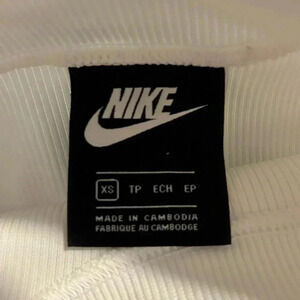 NIKE
XS TP ECH EP
MADE IN CAMBODIA
FABRIQUE AU CAMBODGE